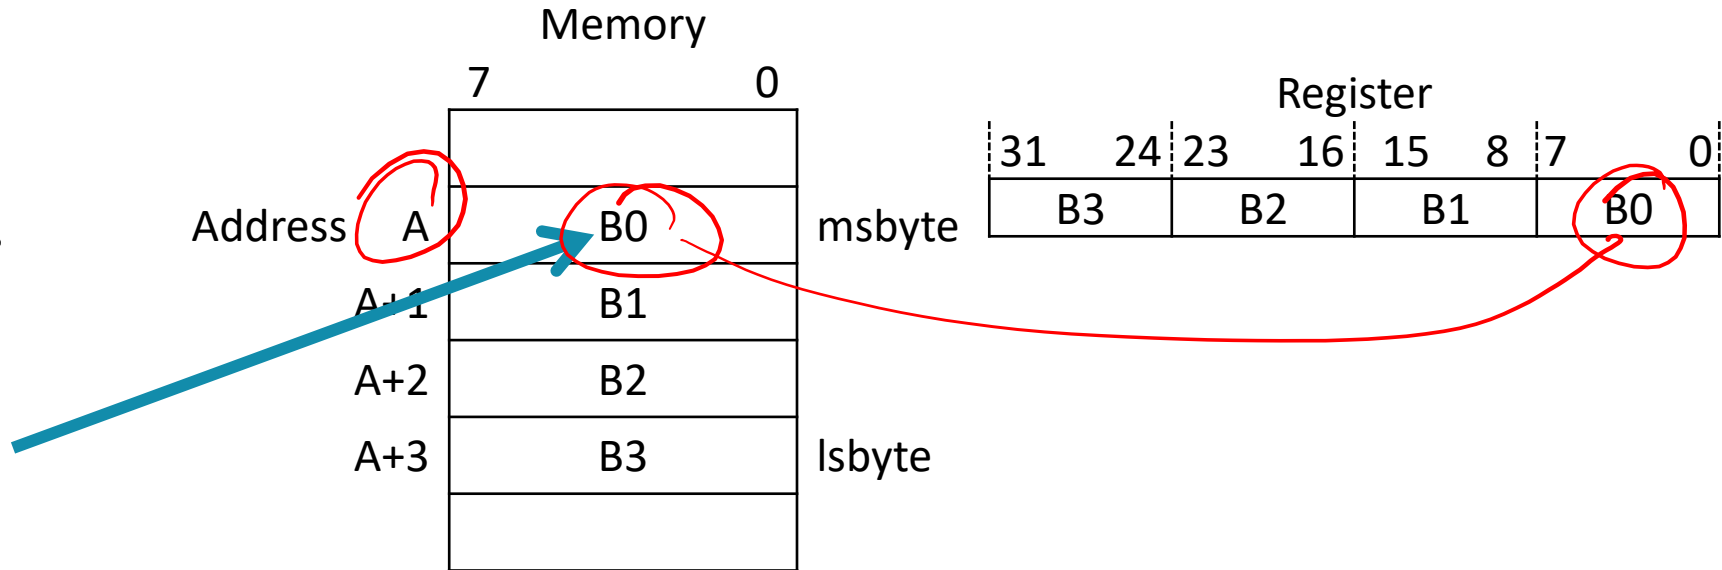 Memory
7 0
Register
31 24 23 16 15 8 7 0
Address A B0 msbyte B3 B2 B1 B0
A+1 B1
A+2 B2
A+3 B3 lsbyte